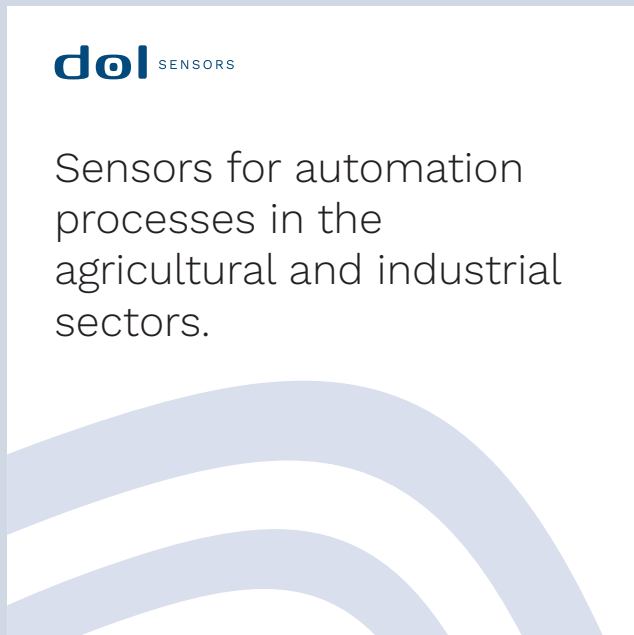 dol SENSORS
Sensors for automation
processes in the
agricultural and industrial
sectors.